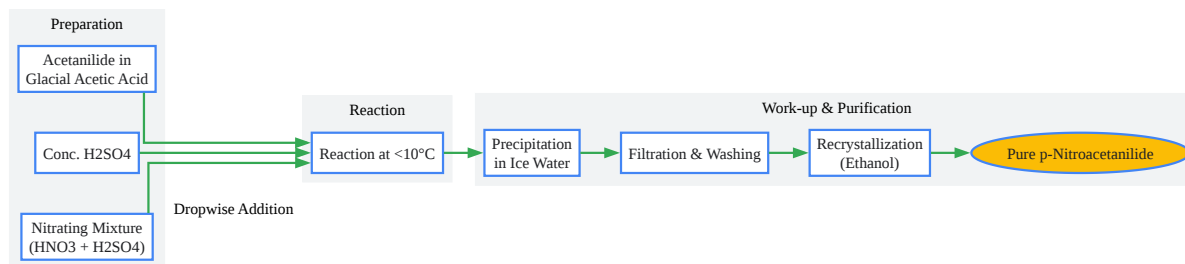 Preparation
Acetanilide in
Glacial Acetic Acid
Conc. H2SO4
Nitrating Mixture
(HNO3 + H2SO4)
Dropwise Addition
Reaction
Reaction at <10°C
Work-up & Purification
Precipitation
in Ice Water
Filtration & Washing
Recrystallization
(Ethanol)
Pure p-Nitroacetanilide